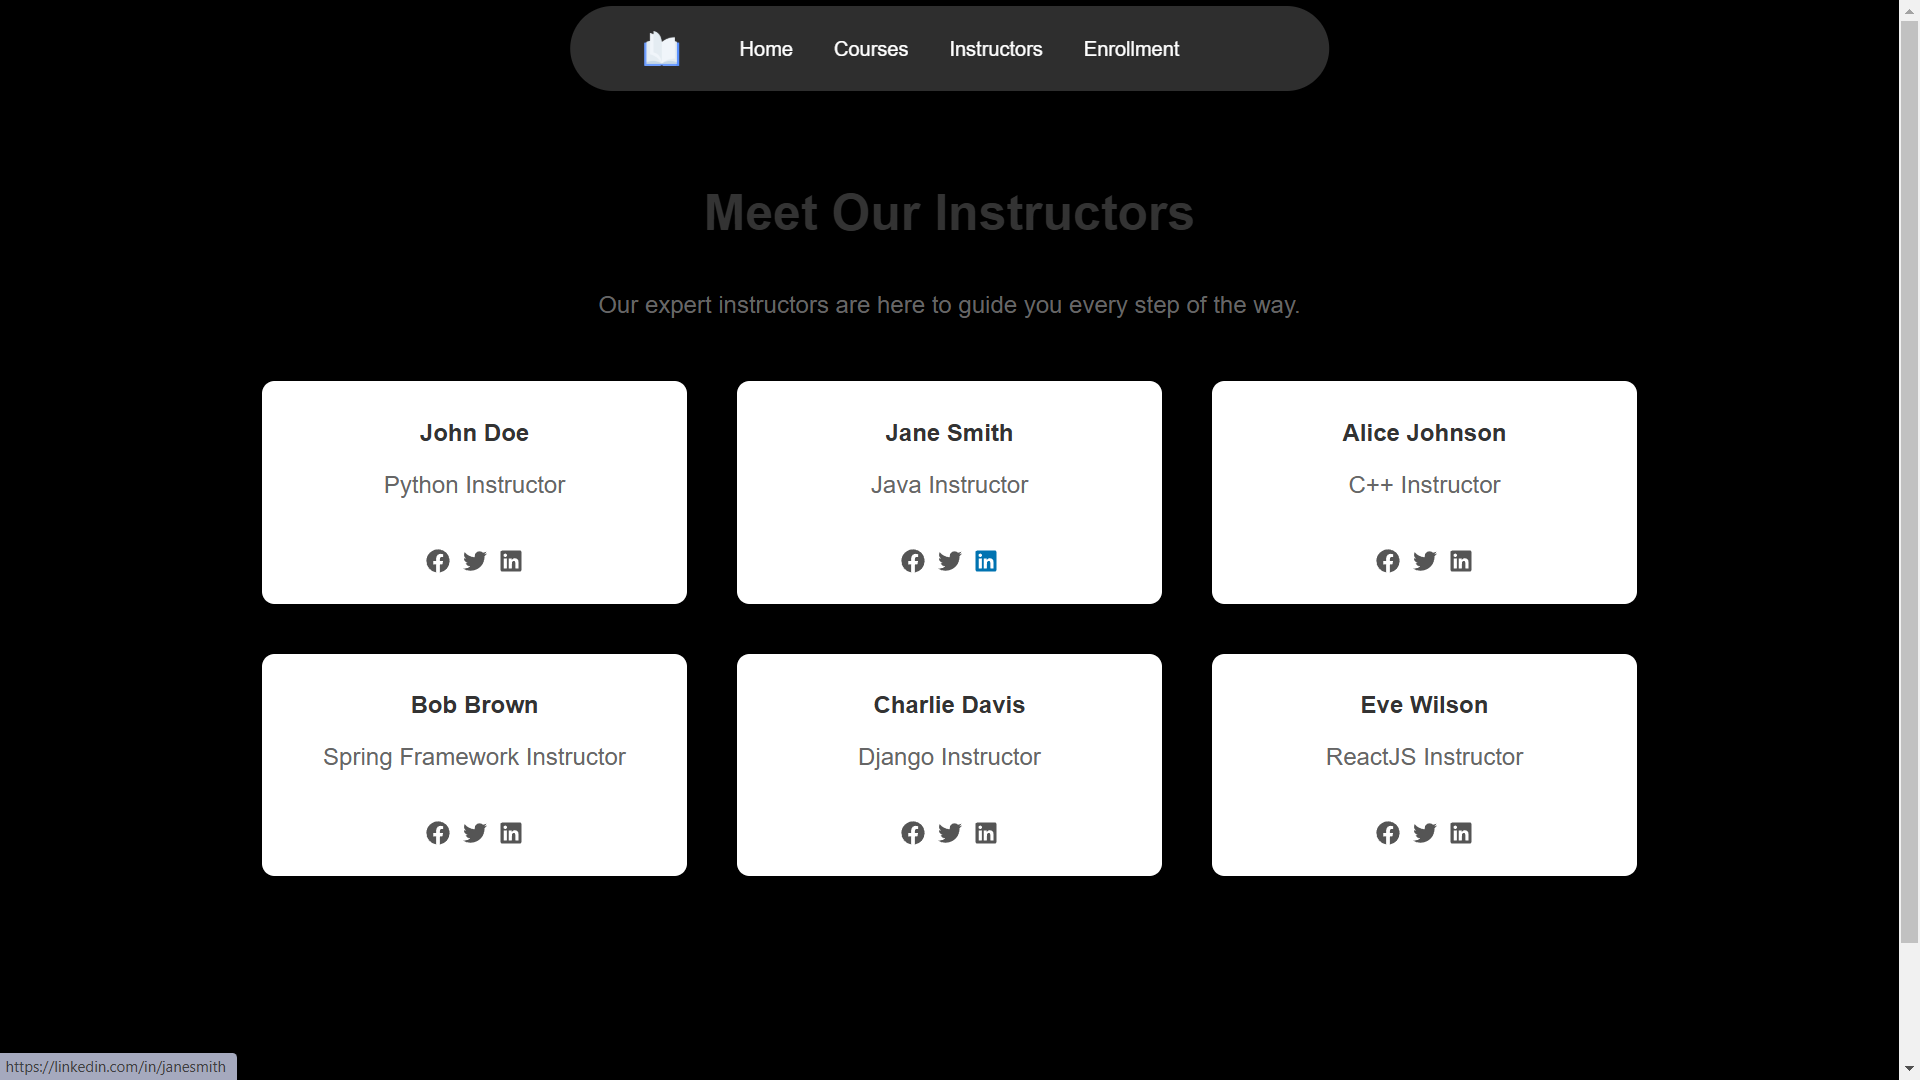 Home Courses Instructors Enrollment
Meet Our Instructors
Our expert instructors are here to guide you every step of the way.
John Doe
Python Instructor
Jane Smith
Java Instructor
Alice Johnson
C++ Instructor
Bob Brown
Spring Framework Instructor
Charlie Davis
Django Instructor
Eve Wilson
ReactJS Instructor
https://linkedin.com/in/janesmith